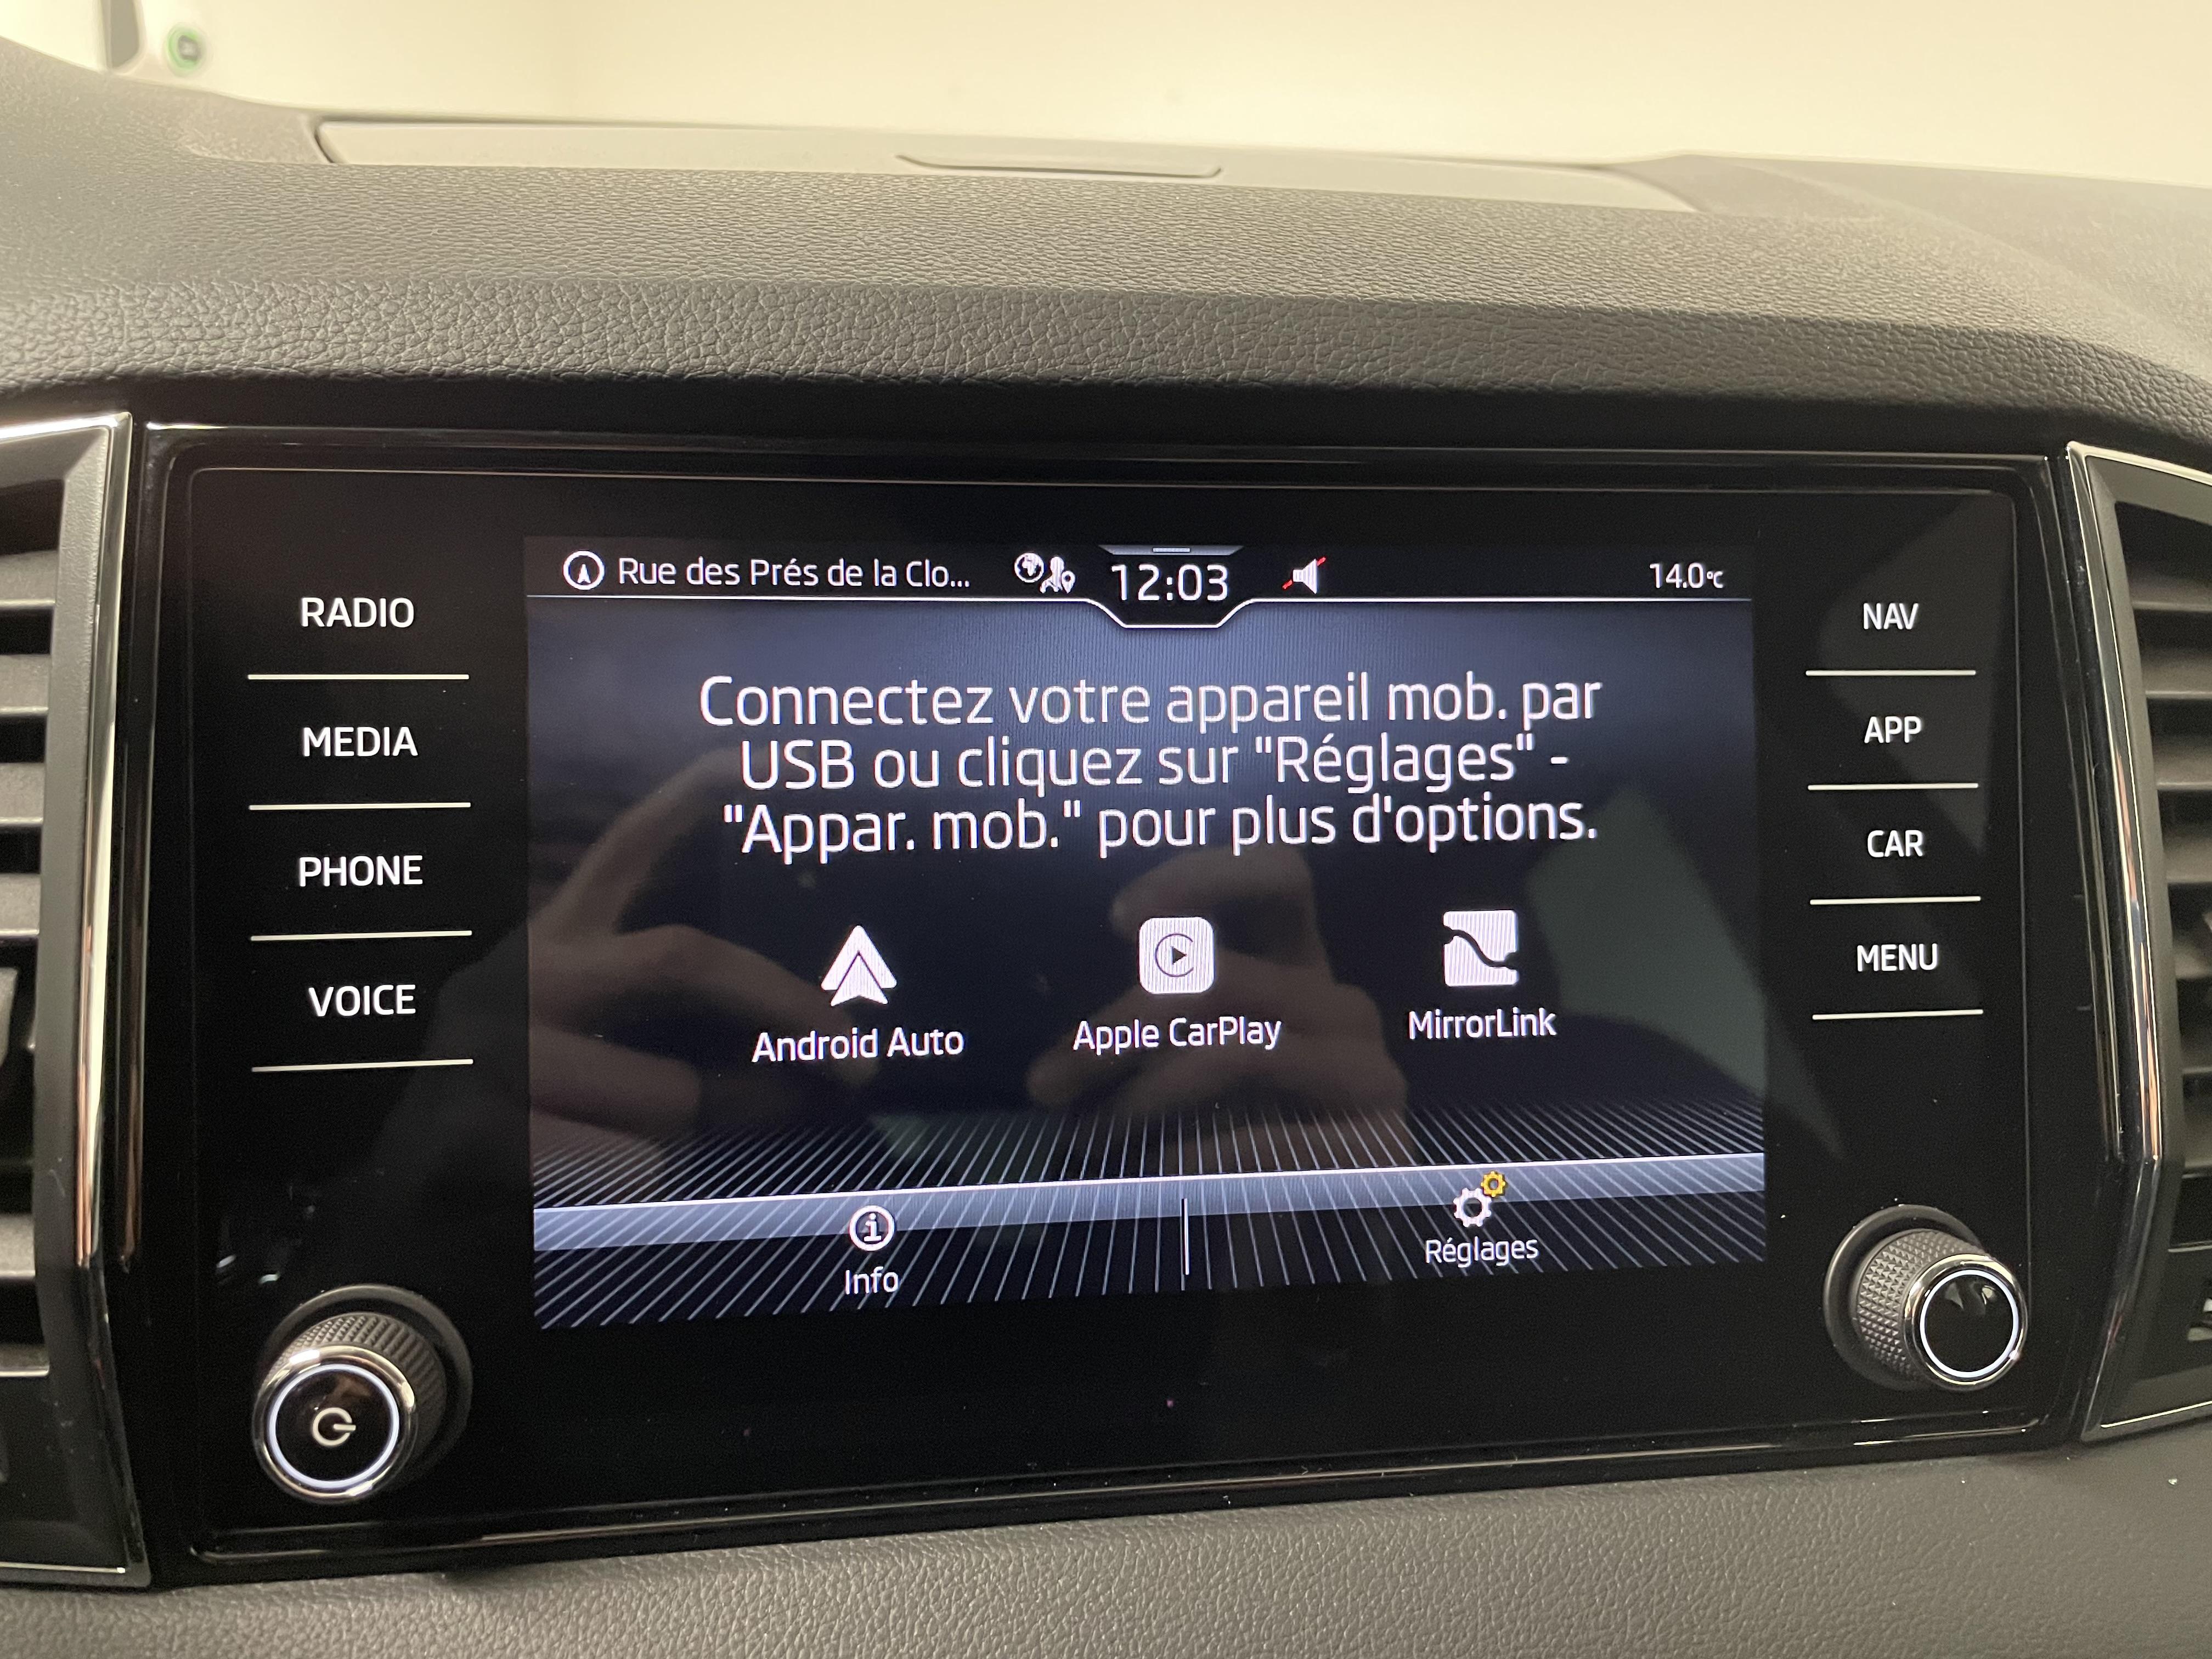 Rue des Prés de la Clo... 12:03 14.0°C
RADIO
MEDIA
PHONE
VOICE
Connectez votre appareil mob. par
USB ou cliquez sur "Réglages" -
"Appar. mob." pour plus d'options.
Android Auto
Apple CarPlay
MirrorLink
Info
Réglages
NAV
APP
CAR
MENU